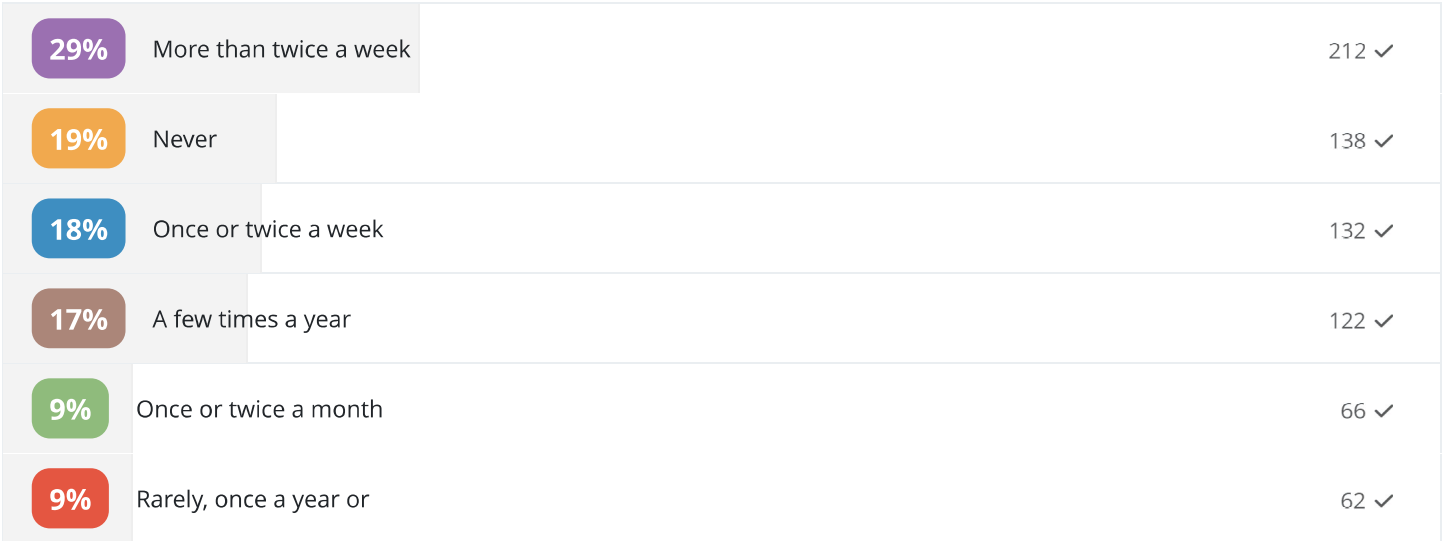 29% More than twice a week 212
19% Never 138
18% Once or twice a week 132
17% A few times a year 122
9% Once or twice a month 66
9% Rarely, once a year or 62